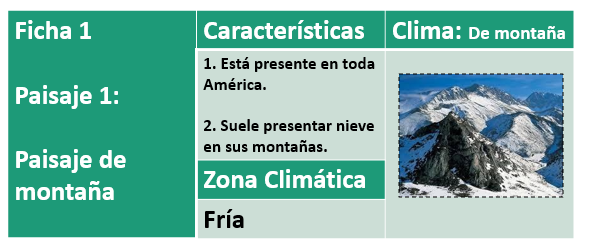 Ficha 1
Paisaje 1:
Paisaje de
montaña
Características
1. Está presente en toda
América.
2. Suele presentar nieve
en sus montañas.
Zona Climática
Fría
Clima: De montaña